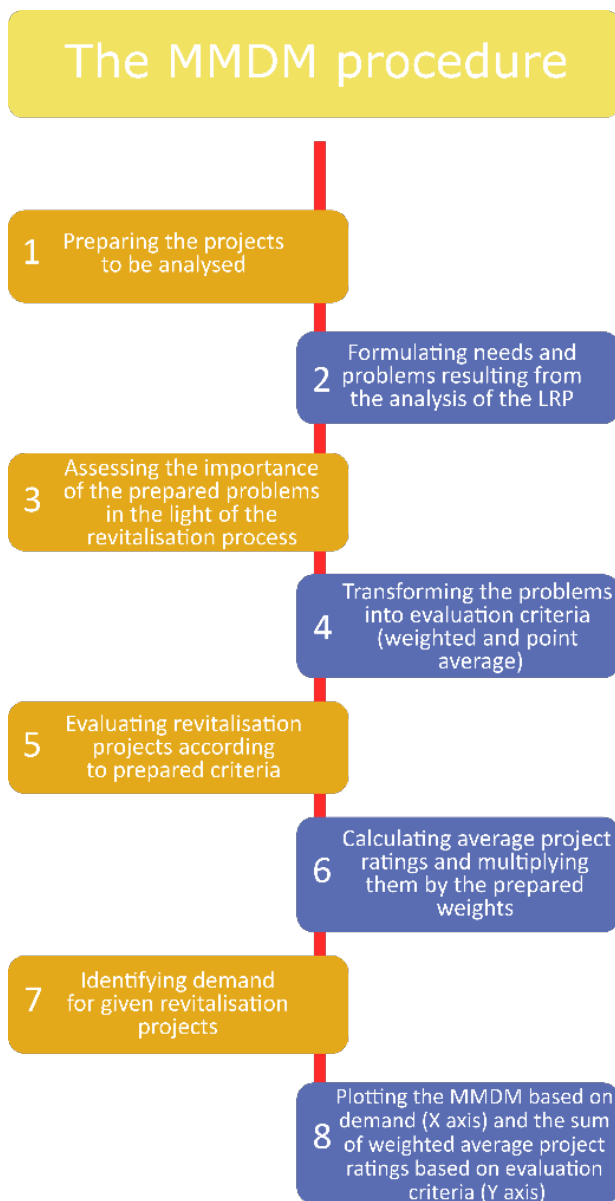 The MMDM procedure
1
Preparing the projects
to be analysed
2
Formulating needs and
problems resulting from
the analysis of the LRP
3
Assessing the importance
of the prepared problems
in the light of the
revitalisation process
4
Transforming the problems
into evaluation criteria
(weighted and point
average)
5
Evaluating revitalisation
projects according
to prepared criteria
6
Calculating average project
ratings and multiplying
them by the prepared
weights
7
Identifying demand
for given revitalisation
projects
8
Plotting the MMDM based on
demand (X axis) and the sum
of weighted average project
ratings based on evaluation
criteria (Y axis)